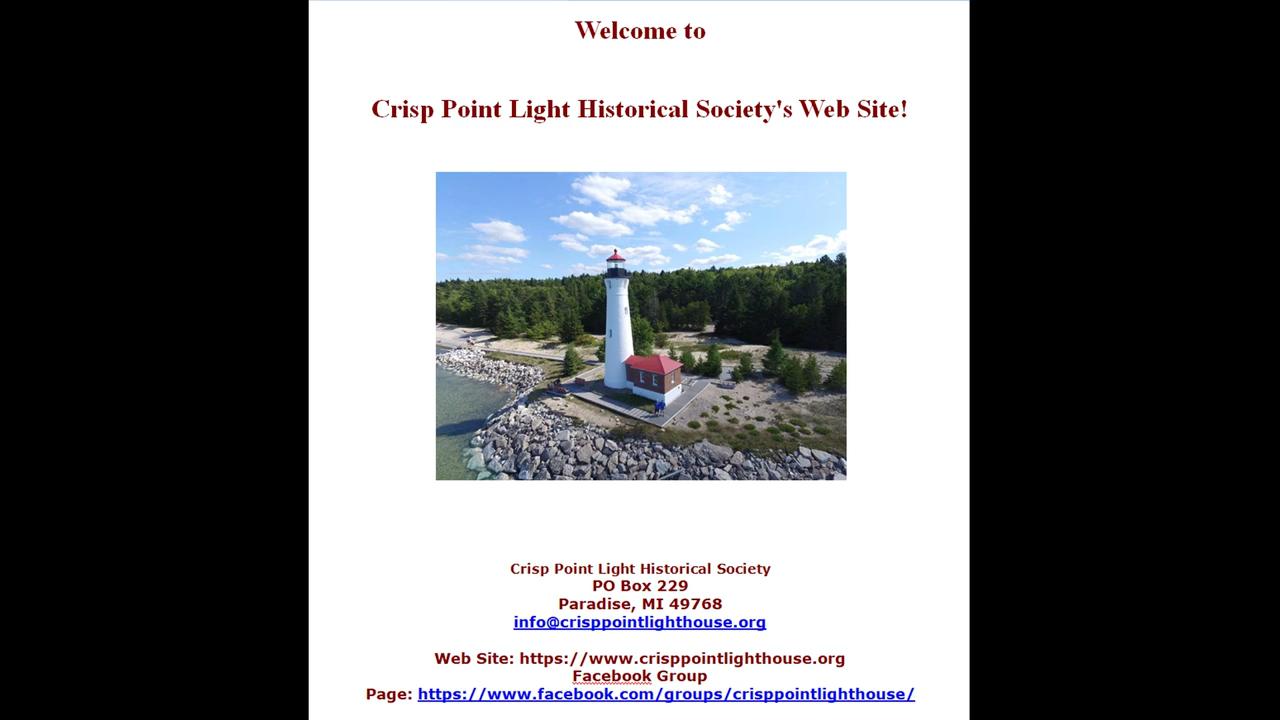 Welcome to
Crisp Point Light Historical Society's Web Site!
Crisp Point Light Historical Society
PO Box 229
Paradise, MI 49768
info@crisppointlighthouse.org
Web Site: https://www.crisppointlighthouse.org
Facebook Group
Page: https://www.facebook.com/groups/crisppointlighthouse/